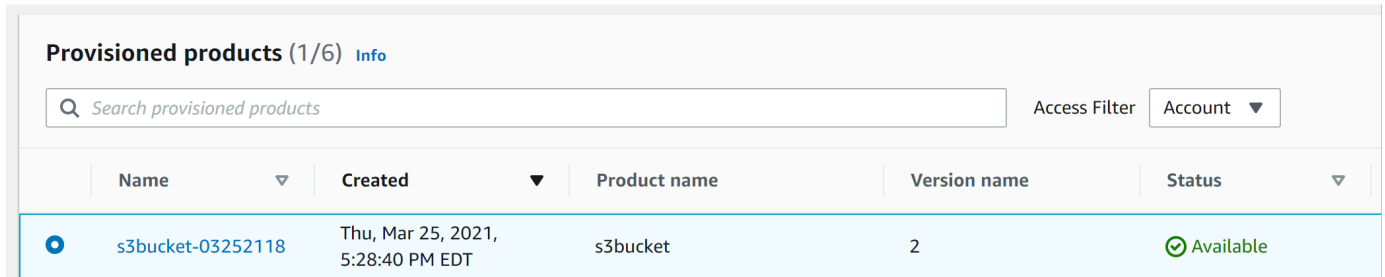 Provisioned products (1/6) Info
Search provisioned products
Access Filter Account
Name Created Product name Version name Status
s3bucket-03252118 Thu, Mar 25, 2021, 5:28:40 PM EDT s3bucket 2 Available